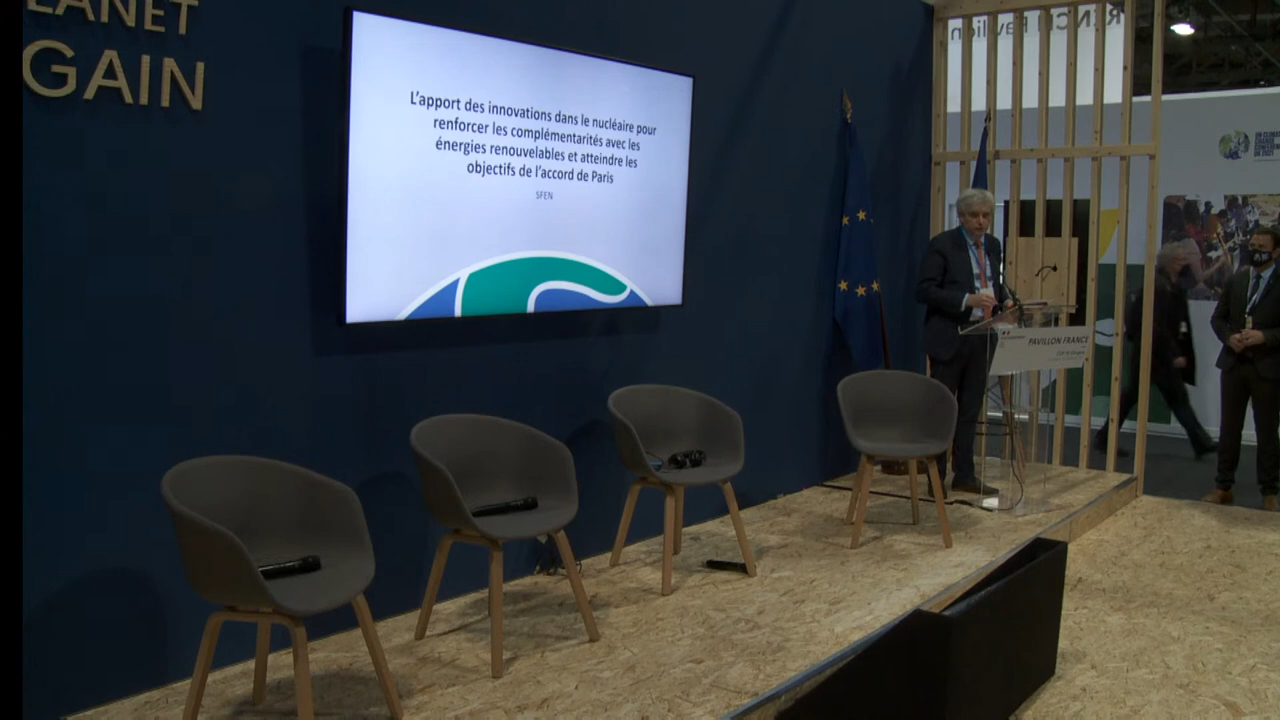 LANET
GAIN
L'apport des innovations dans le nucléaire pour
renforcer les complémentarités avec les
énergies renouvelables et atteindre les
objectifs de l'accord de Paris
SFEN
PAVILLON FRANCE